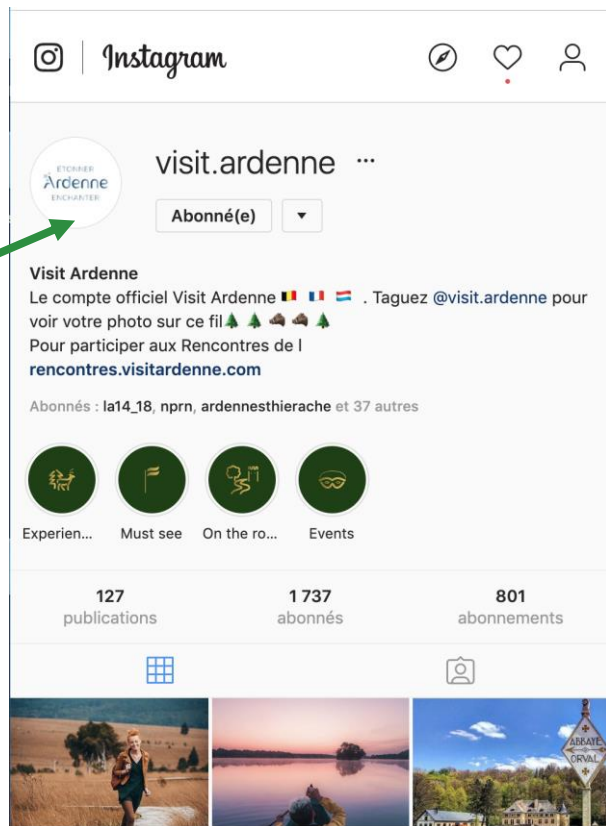 Instagram
ETONNER
Ardenne
ENCHANTER
visit.ardenne ...
Abonné(e)
Visit Ardenne
Le compte officiel Visit Ardenne 🇧🇪 🇫🇷 🇱🇺 . Taguez @visit.ardenne pour
voir votre photo sur ce fil🌲 🌲 🐗 🐗 🌲
Pour participer aux Rencontres de l
rencontres.visitardenne.com
Abonnés : la14_18, nprn, ardennesthierache et 37 autres
Experien... Must see On the ro... Events
127 1 737 801
publications abonnés abonnements
ABBAYE
ORVAL